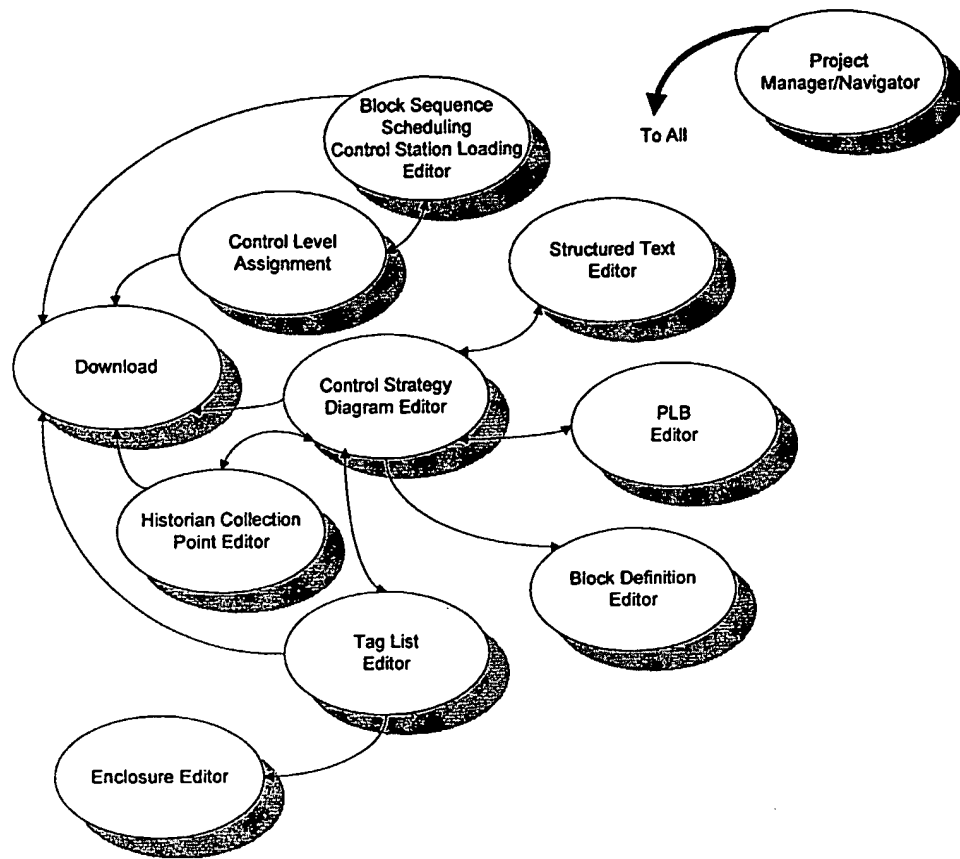 Project
Manager/Navigator
To All
Block Sequence
Scheduling
Control Station Loading
Editor
Control Level
Assignment
Structured Text
Editor
Download
Control Strategy
Diagram Editor
PLB
Editor
Historian Collection
Point Editor
Block Definition
Editor
Tag List
Editor
Enclosure Editor